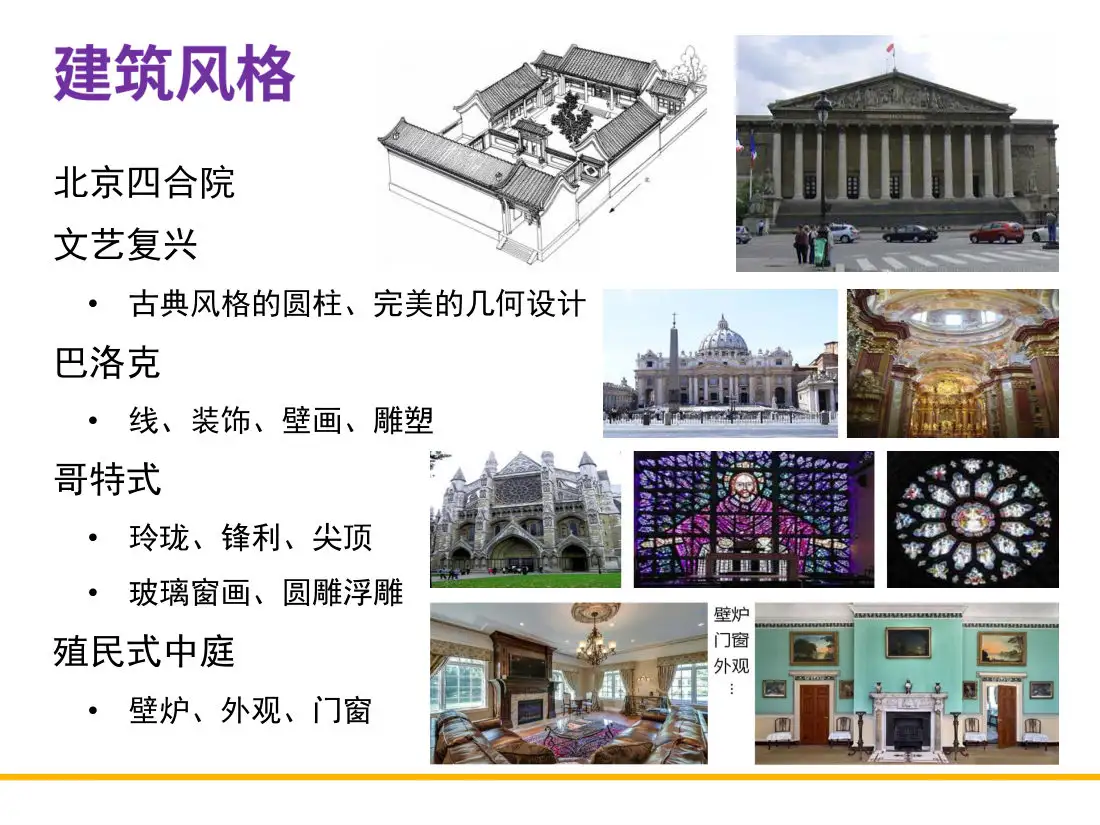 建筑风格
北京四合院
文艺复兴
• 古典风格的圆柱、完美的几何设计
巴洛克
• 线、装饰、壁画、雕塑
哥特式
• 玲珑、锋利、尖顶
• 玻璃窗画、圆雕浮雕
殖民式中庭
• 壁炉、外观、门窗
壁炉
门窗
外观
⋮